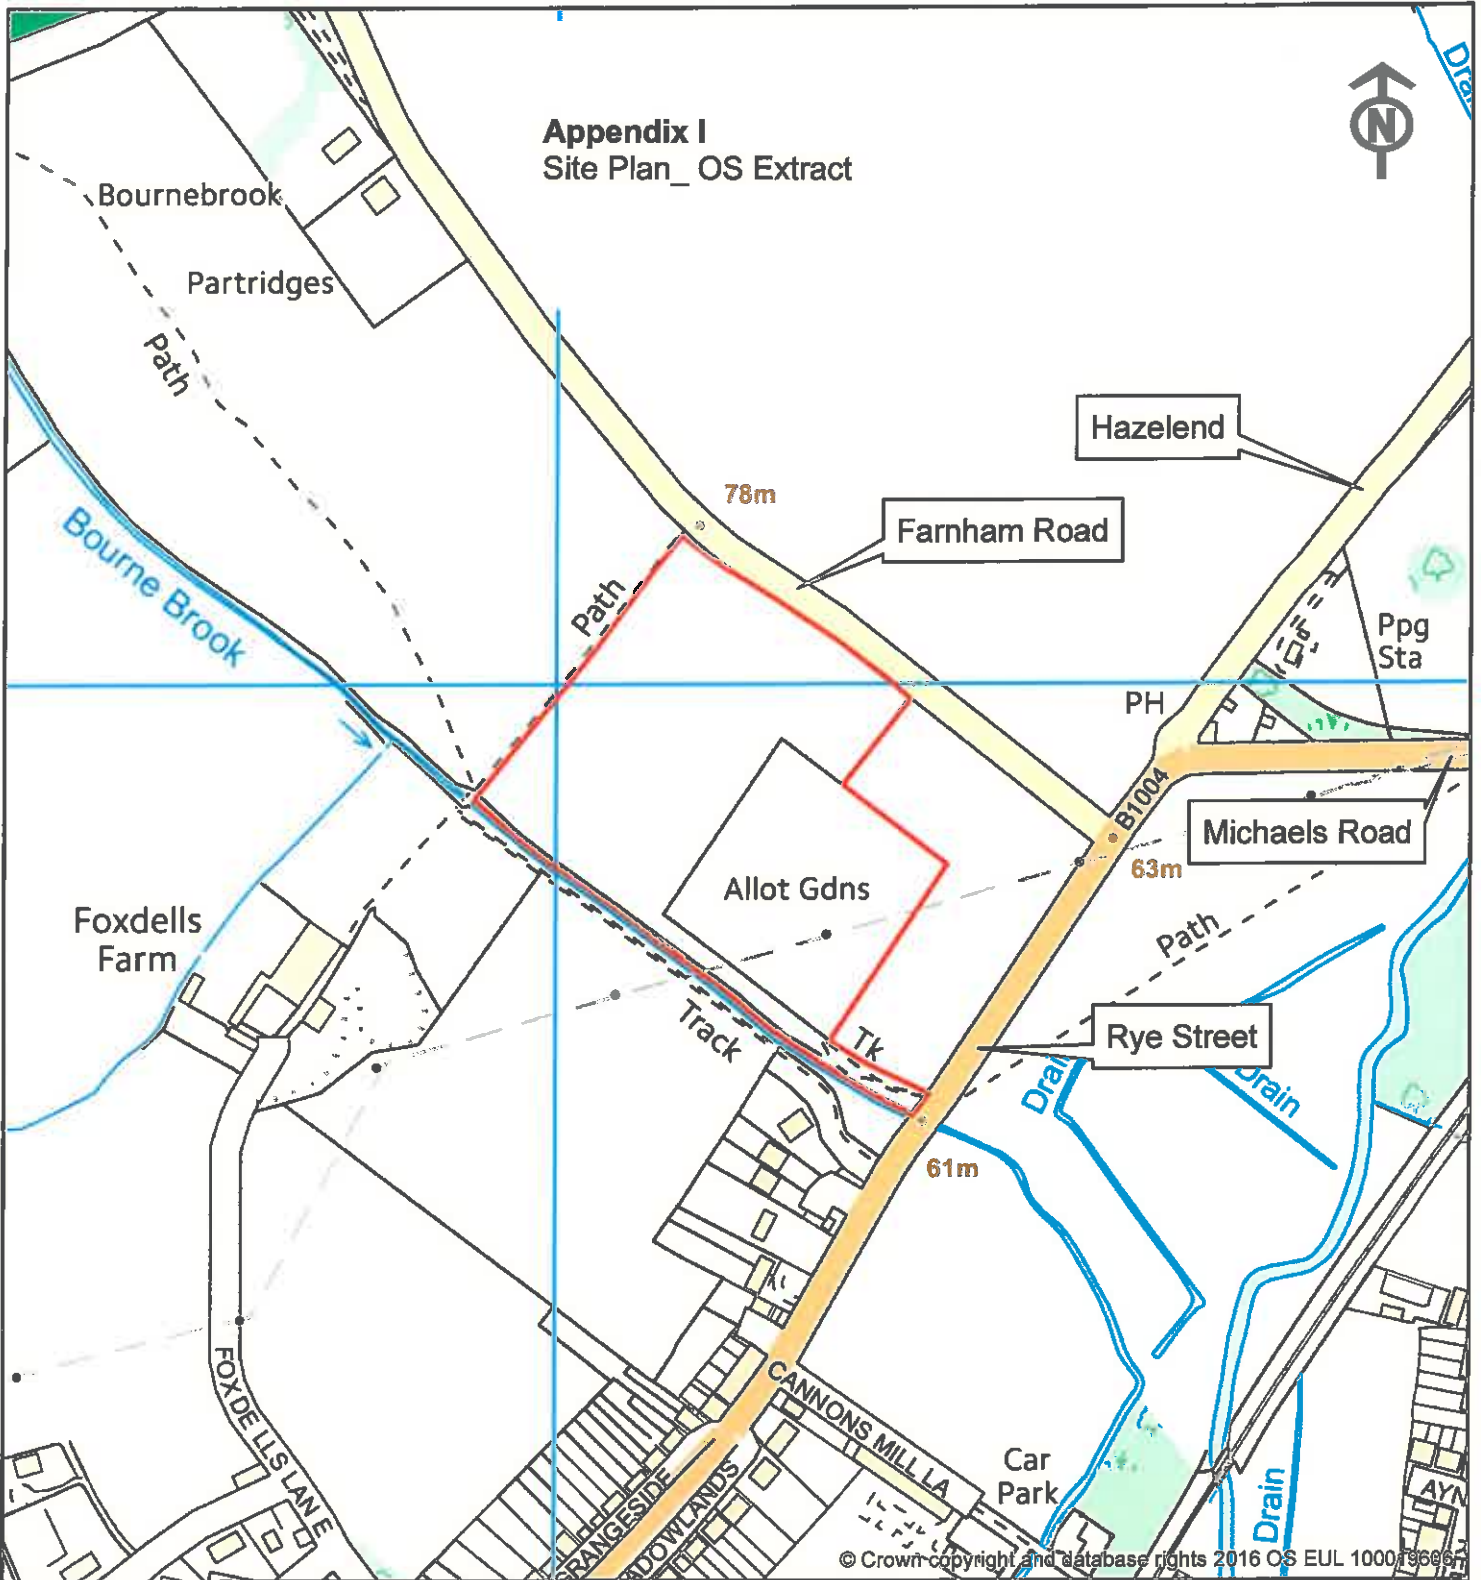 Appendix I
Site Plan_ OS Extract
N
Bournebrook
Partridges
Path
Hazelend
78m
Farnham Road
Bourne Brook
Path
Ppg
Sta
PH
B1004
Michaels Road
63m
Allot Gdns
Foxdells
Farm
Path
Track
Tk
Rye Street
Drain
61m
FOXDELLS LANE
CANNONS MILL LA
Car
Park
Drain
AYN
© Crown copyright and database rights 2016 OS EUL